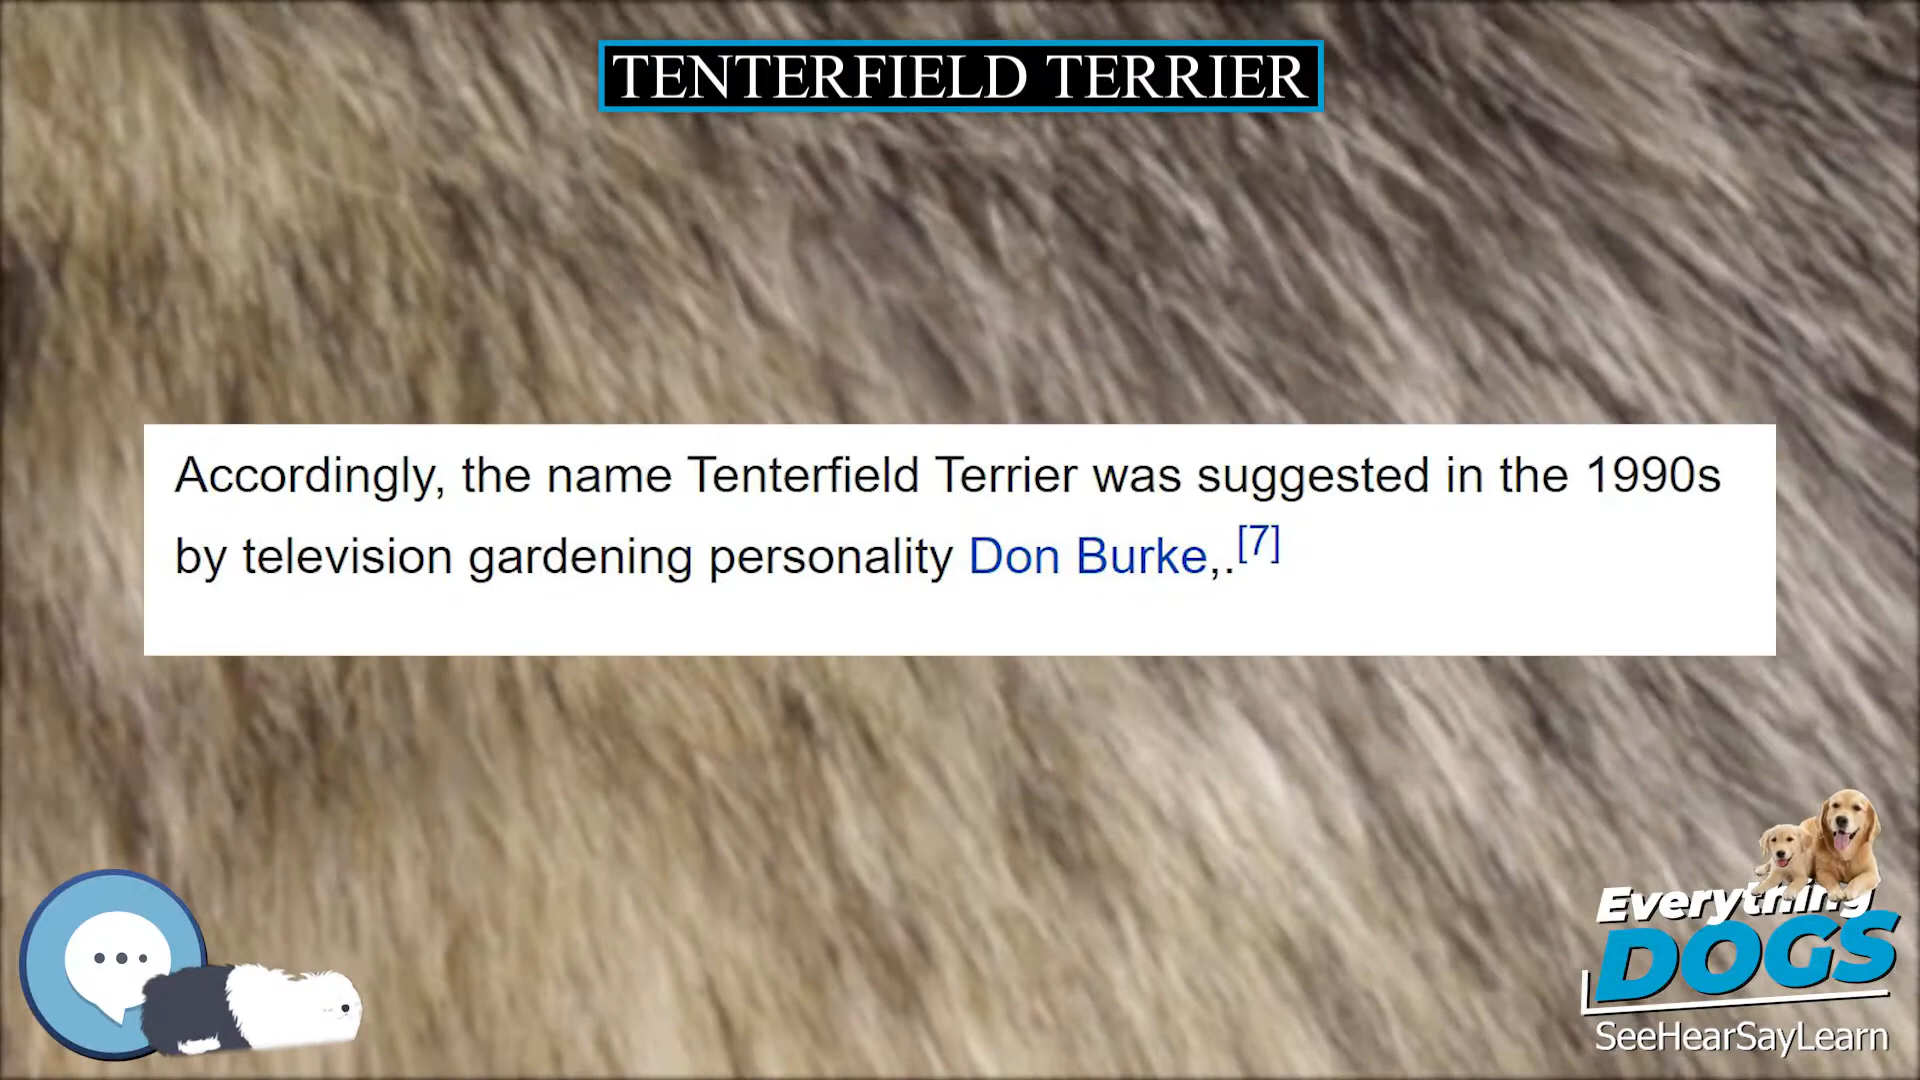 TENTERFIELD TERRIER
Accordingly, the name Tenterfield Terrier was suggested in the 1990s
by television gardening personality Don Burke,.[7]
Everything
DOGS
SeeHearSayLearn